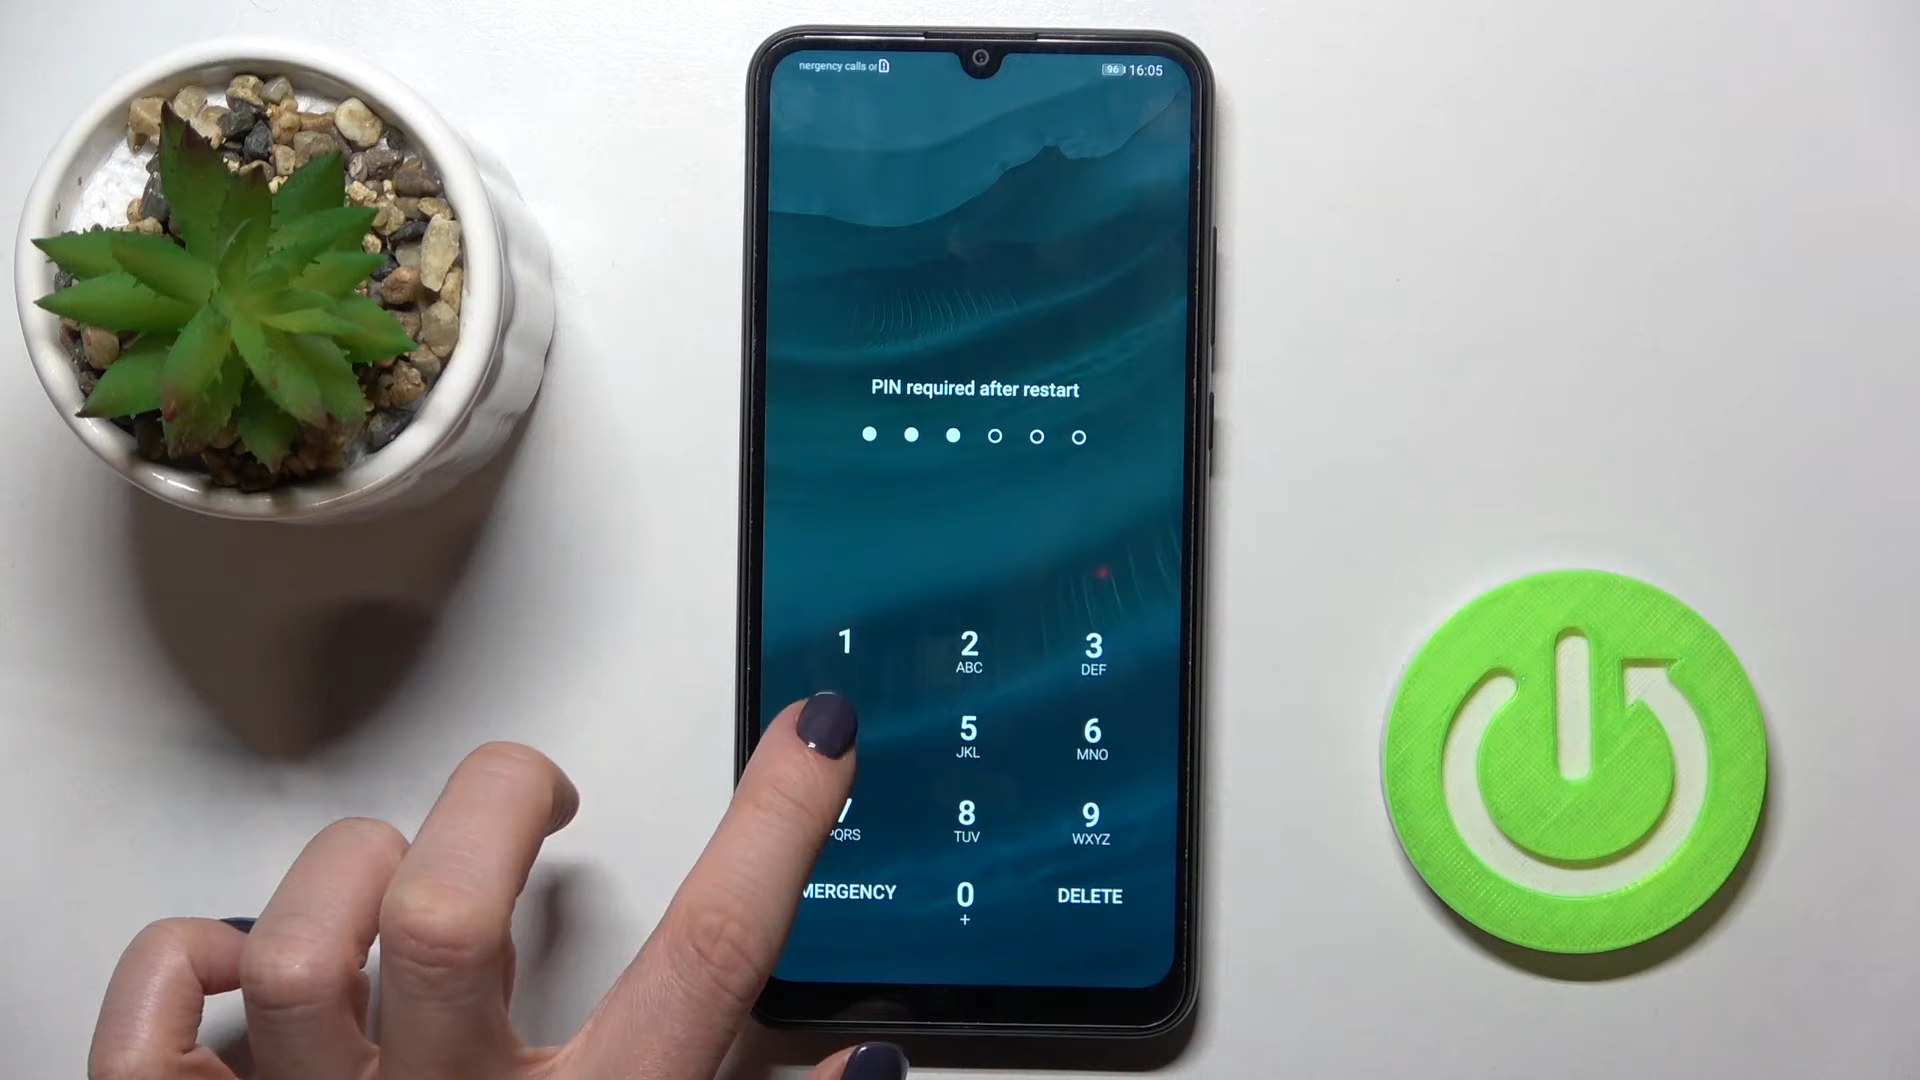 nergency calls or
96 16:05
PIN required after restart
1
2 ABC
3 DEF
5 JKL
6 MNO
7 PQRS
8 TUV
9 WXYZ
MERGENCY
0 +
DELETE